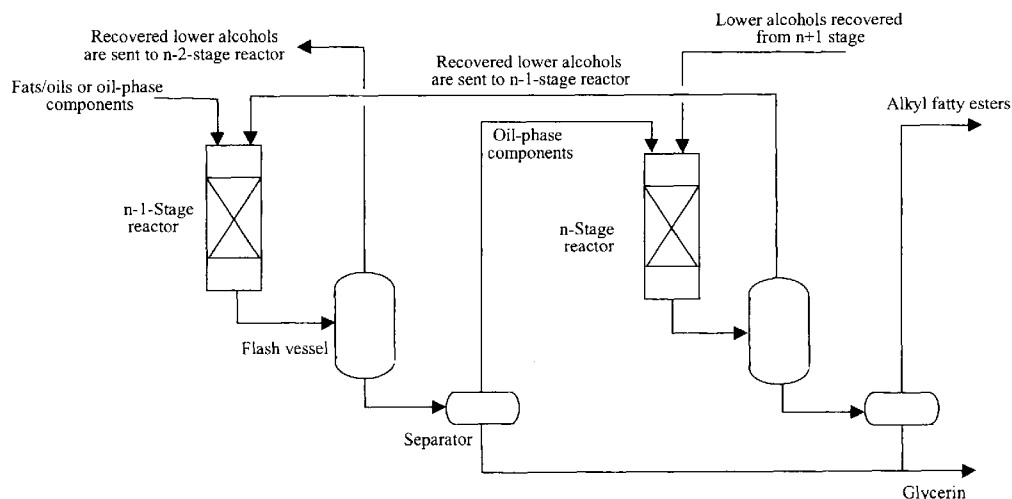 Recovered lower alcohols
are sent to n-2-stage reactor
Lower alcohols recovered
from n+1 stage
Recovered lower alcohols
are sent to n-1-stage reactor
Fats/oils or oil-phase
components
Alkyl fatty esters
Oil-phase
components
n-1-Stage
reactor
n-Stage
reactor
Flash vessel
Separator
Glycerin